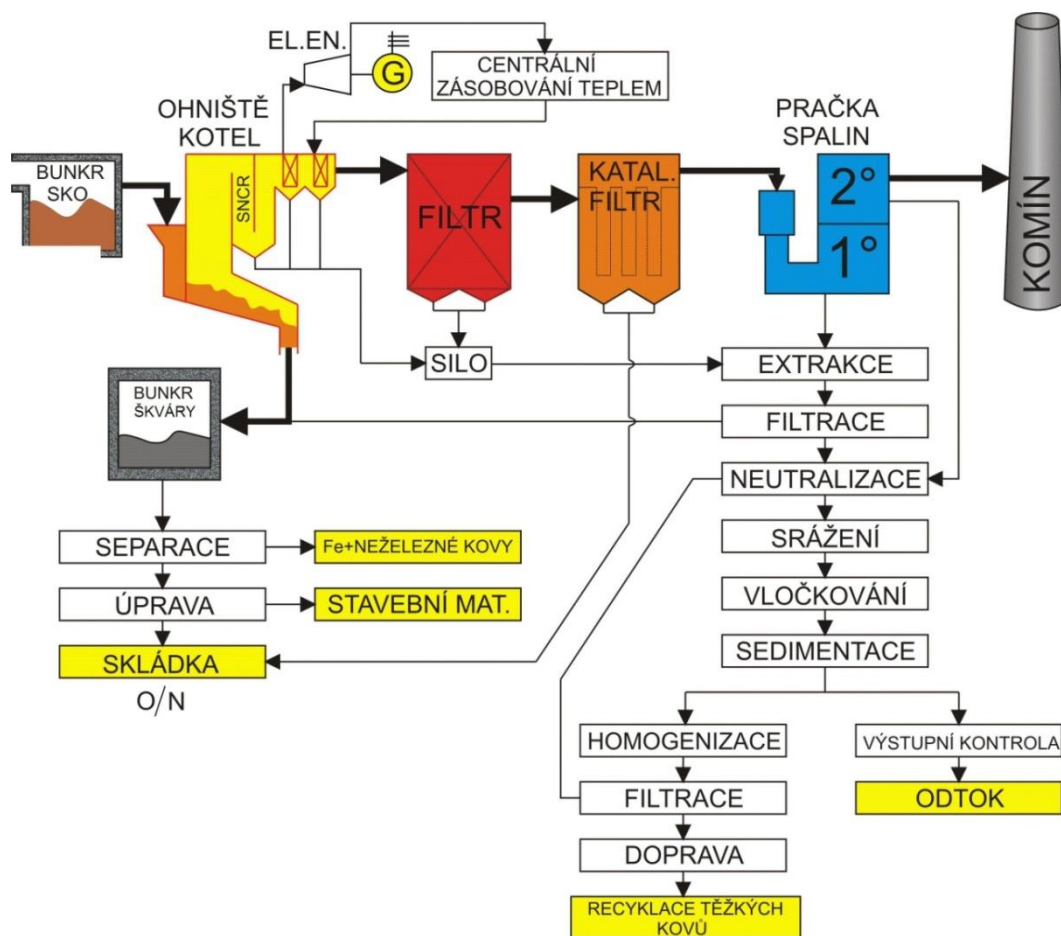 EL.EN.
G
CENTRÁLNÍ
ZÁSOBOVÁNÍ TEPLEM
OHNIŠTĚ
KOTEL
PRAČKA
SPALIN
BUNKR
SKO
SNCR
FILTR
KATAL.
FILTR
2°
1°
KOMÍN
SILO
EXTRAKCE
BUNKR
ŠKVÁRY
FILTRACE
NEUTRALIZACE
SEPARACE
Fe+NEŽELEZNÉ KOVY
SRÁŽENÍ
ÚPRAVA
STAVEBNÍ MAT.
VLOČKOVÁNÍ
SKLÁDKA
O/N
SEDIMENTACE
HOMOGENIZACE
VÝSTUPNÍ KONTROLA
FILTRACE
ODTOK
DOPRAVA
RECYKLACE TĚŽKÝCH
KOVŮ